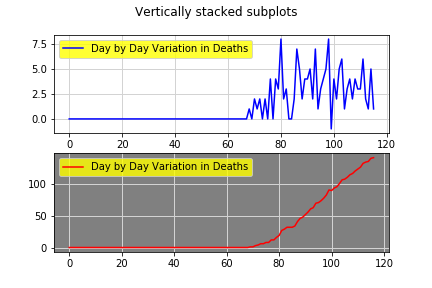 Vertically stacked subplots
7.5
5.0
2.5
0.0
Day by Day Variation in Deaths
0 20 40 60 80 100 120
100
50
0
Day by Day Variation in Deaths
0 20 40 60 80 100 120